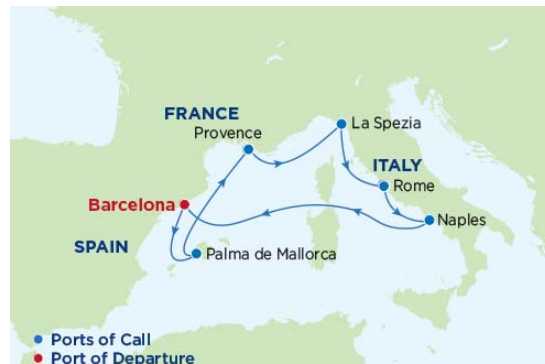 FRANCE
Provence
La Spezia
ITALY
Rome
Barcelona
Naples
SPAIN
Palma de Mallorca
Ports of Call
Port of Departure